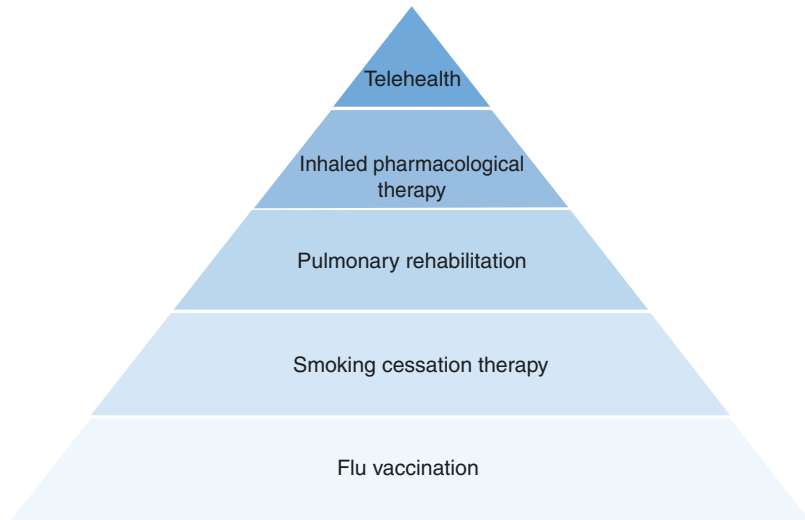 Telehealth
Inhaled pharmacological
therapy
Pulmonary rehabilitation
Smoking cessation therapy
Flu vaccination